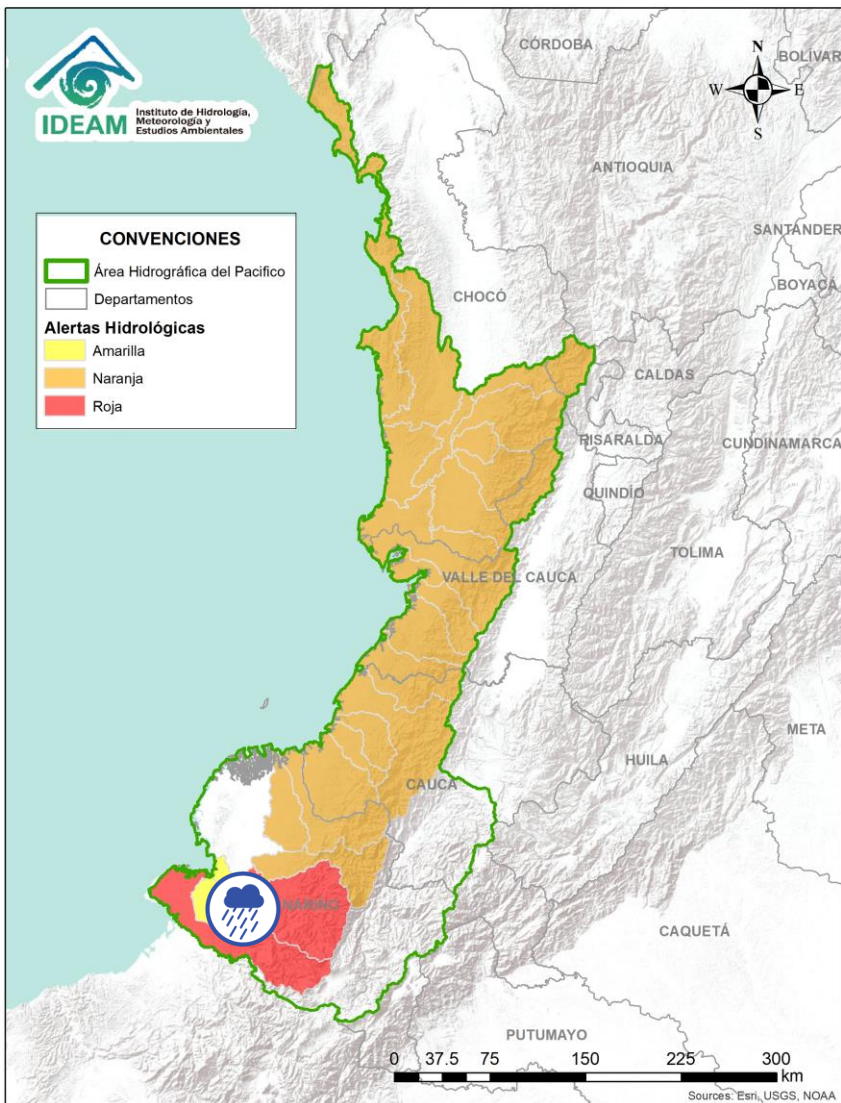 IDEAM
Instituto de Hidrología,
Meteorología y
Estudios Ambientales
CÓRDOBA
BOLÍVAR
N
W
E
S
ANTIOQUIA
SANTANDER
BOYACÁ
CONVENCIONES
Área Hidrográfica del Pacifico
Departamentos
Alertas Hidrológicas
Amarilla
Naranja
Roja
CHOCÓ
CALDAS
RISARALDA
CUNDINAMARCA
QUINDÍO
TOLIMA
VALLE DEL CAUCA
META
HUILA
CAUCA
NARIÑO
CAQUETÁ
PUTUMAYO
0 37.5 75 150 225 300
km
Sources: Esri, USGS, NOAA